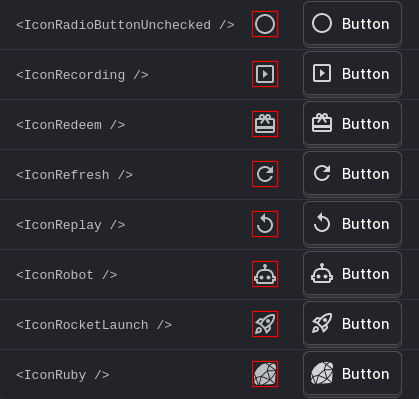 <IconRadioButtonUnchecked /> Button
<IconRecording /> Button
<IconRedeem /> Button
<IconRefresh /> Button
<IconReplay /> Button
<IconRobot /> Button
<IconRocketLaunch /> Button
<IconRuby /> Button